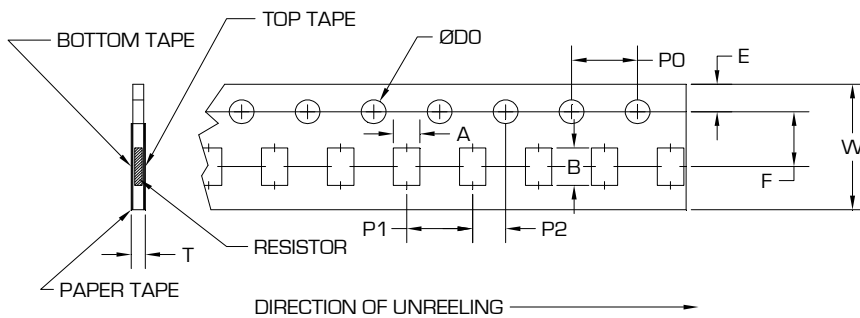 TOP TAPE
BOTTOM TAPE
ØD0
P0
E
A
B
W
F
P1
P2
T
RESISTOR
PAPER TAPE
DIRECTION OF UNREELING